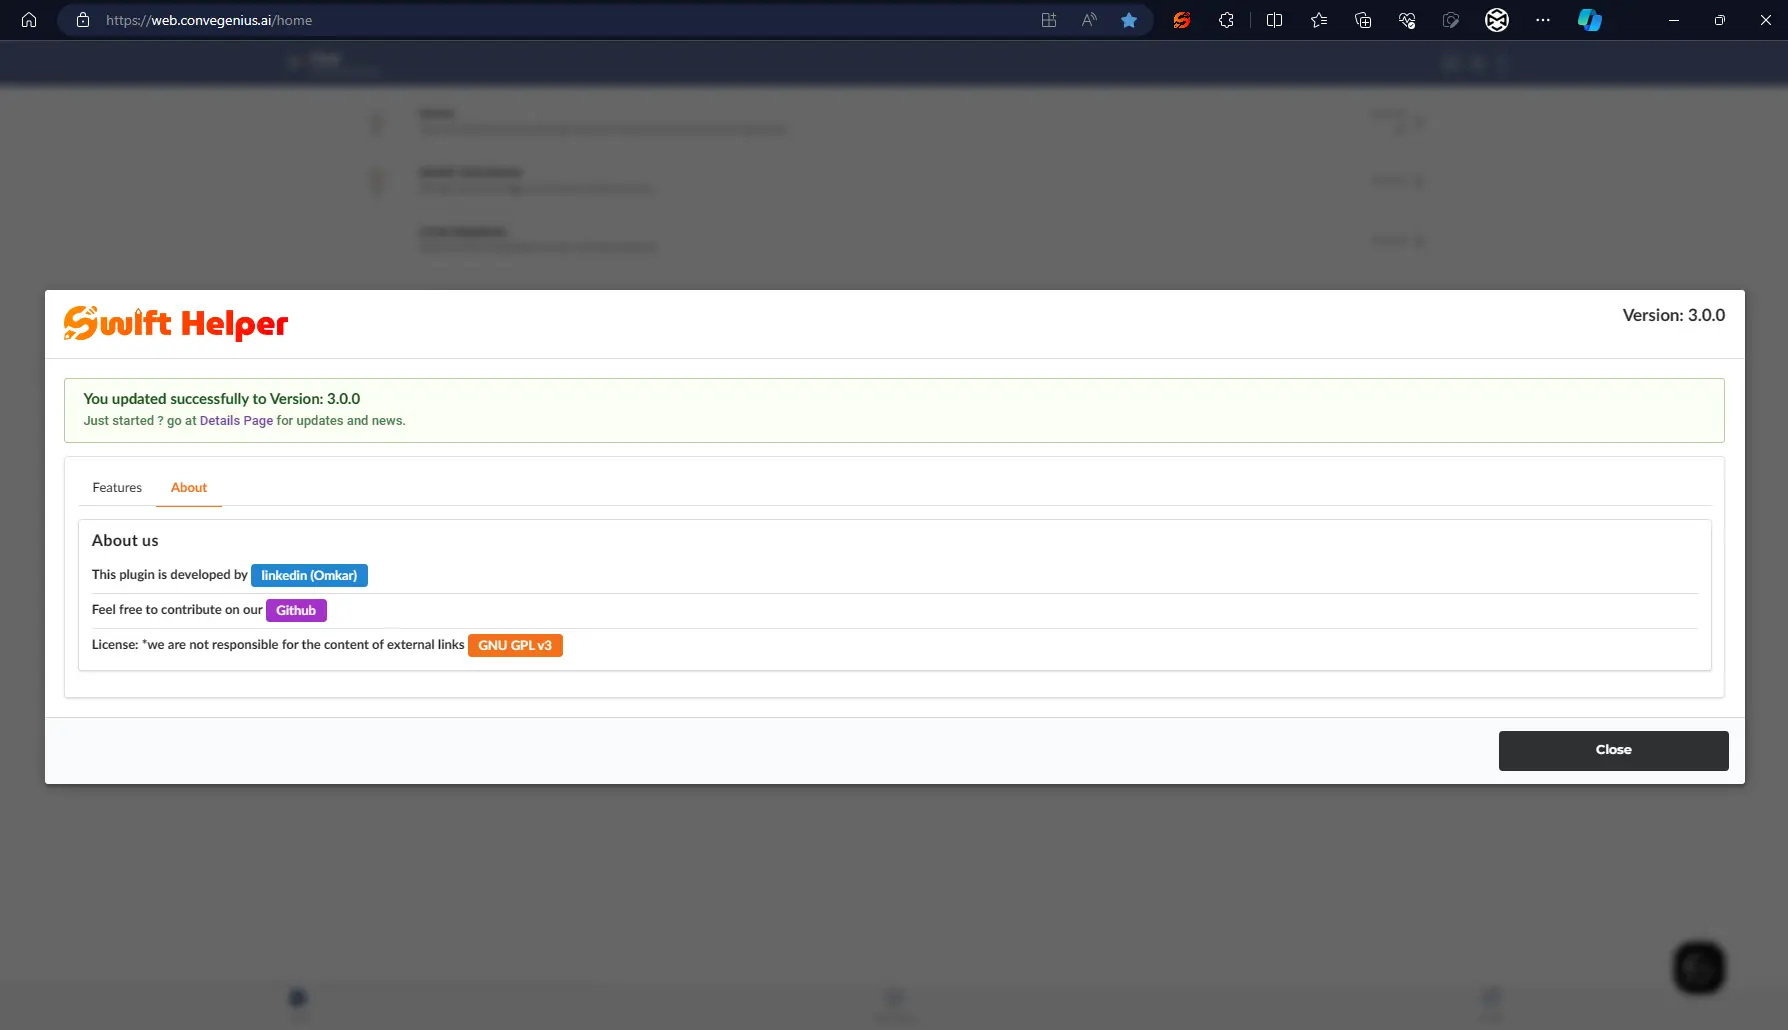 https://web.convegenius.ai/home
Swift Helper
Version: 3.0.0
You updated successfully to Version: 3.0.0
Just started ? go at Details Page for updates and news.
Features
About
About us
This plugin is developed by linkedin (Omkar)
Feel free to contribute on our Github
License: *we are not responsible for the content of external links GNU GPL v3
Close